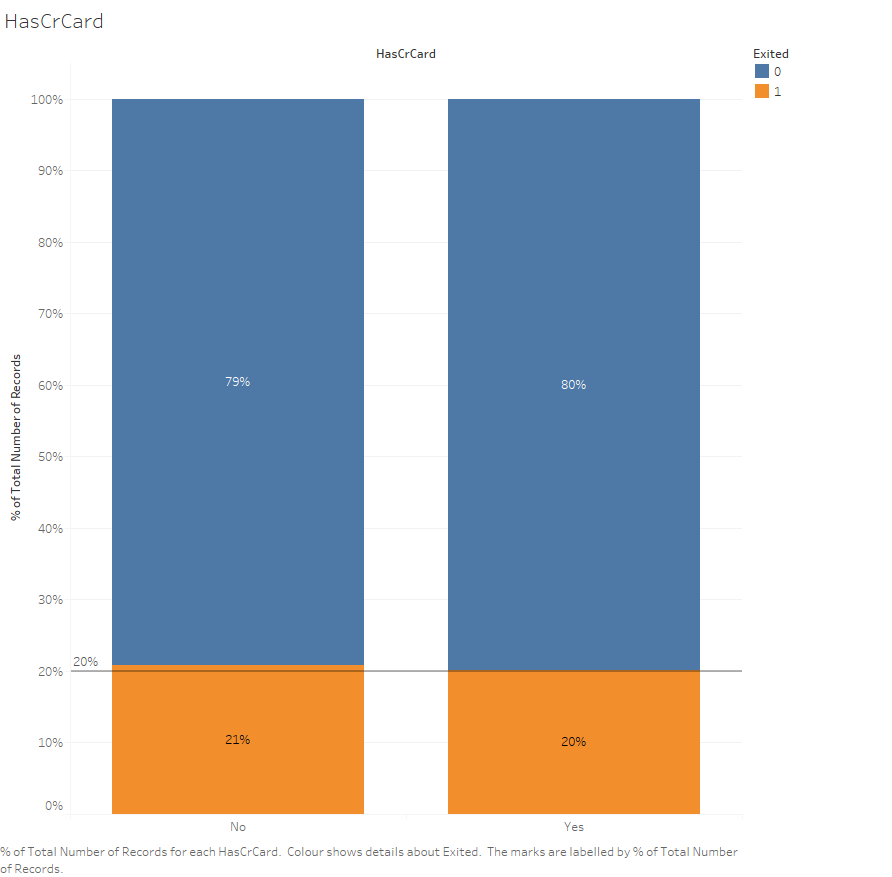 HasCrCard
HasCrCard
Exited
0
1
% of Total Number of Records
100%
90%
80%
70%
60%
50%
40%
30%
20%
20%
10%
0%
79%
80%
21%
20%
No
Yes
% of Total Number of Records for each HasCrCard.  Colour shows details about Exited.  The marks are labelled by % of Total Number
of Records.